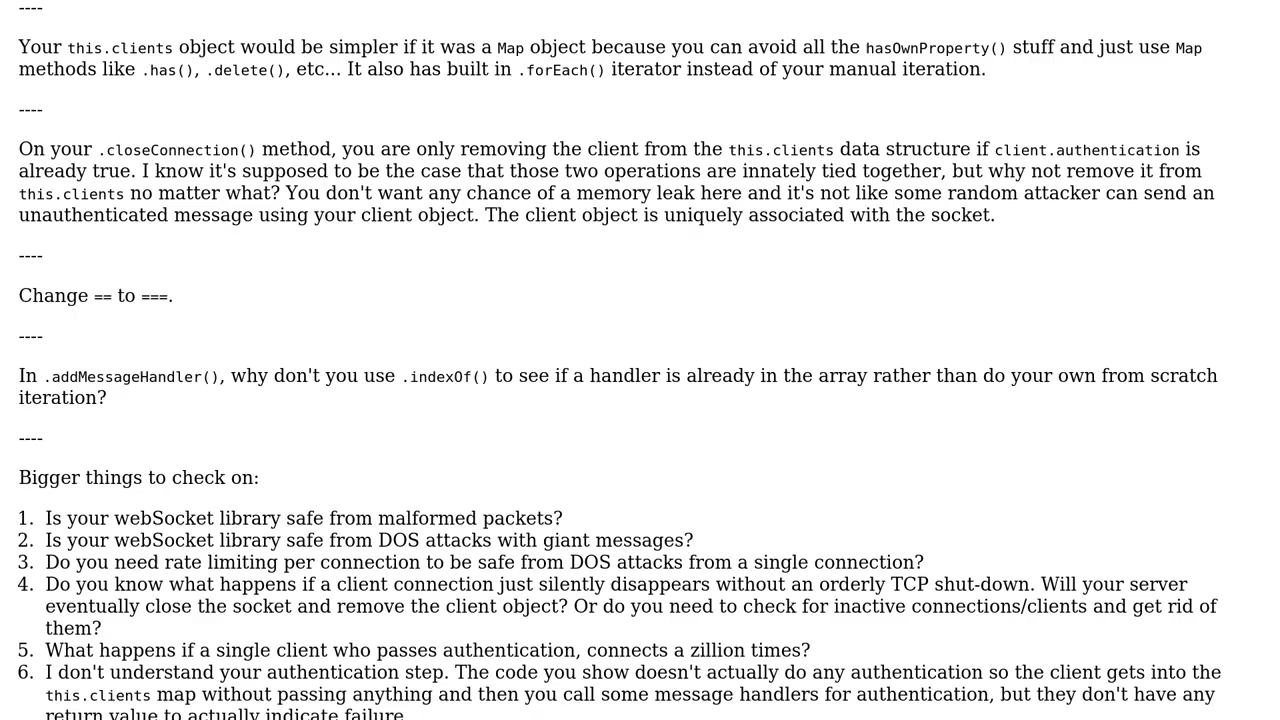 ----
Your this.clients object would be simpler if it was a Map object because you can avoid all the hasOwnProperty() stuff and just use Map
methods like .has(), .delete(), etc... It also has built in .forEach() iterator instead of your manual iteration.
----
On your .closeConnection() method, you are only removing the client from the this.clients data structure if client.authentication is
already true. I know it's supposed to be the case that those two operations are innately tied together, but why not remove it from
this.clients no matter what? You don't want any chance of a memory leak here and it's not like some random attacker can send an
unauthenticated message using your client object. The client object is uniquely associated with the socket.
----
Change == to ===.
----
In .addMessageHandler(), why don't you use .indexOf() to see if a handler is already in the array rather than do your own from scratch
iteration?
----
Bigger things to check on:
1. Is your webSocket library safe from malformed packets?
2. Is your webSocket library safe from DOS attacks with giant messages?
3. Do you need rate limiting per connection to be safe from DOS attacks from a single connection?
4. Do you know what happens if a client connection just silently disappears without an orderly TCP shut-down. Will your server
eventually close the socket and remove the client object? Or do you need to check for inactive connections/clients and get rid of
them?
5. What happens if a single client who passes authentication, connects a zillion times?
6. I don't understand your authentication step. The code you show doesn't actually do any authentication so the client gets into the
this.clients map without passing anything and then you call some message handlers for authentication, but they don't have any
return value to actually indicate failure.